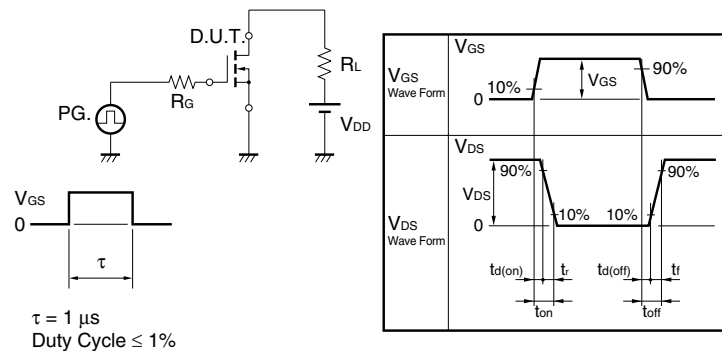 D.U.T.
RL
RG
PG.
VDD
VGS
0
τ
τ = 1 μs
Duty Cycle ≤ 1%
VGS
Wave Form
VGS
10%
VGS
90%
0
VDS
Wave Form
VDS
90%
VDS
90%
10%
10%
0
td(on)
tr
td(off)
tf
ton
toff